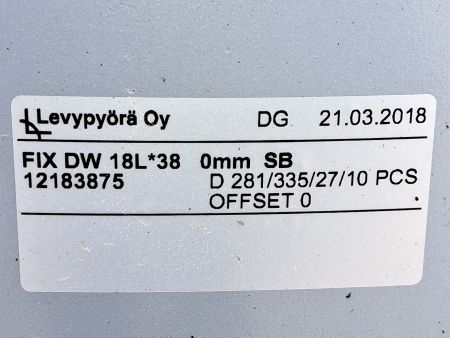 Levypyörä Oy DG 21.03.2018
FIX DW 18L*38 0mm SB
12183875 D 281/335/27/10 PCS
OFFSET 0